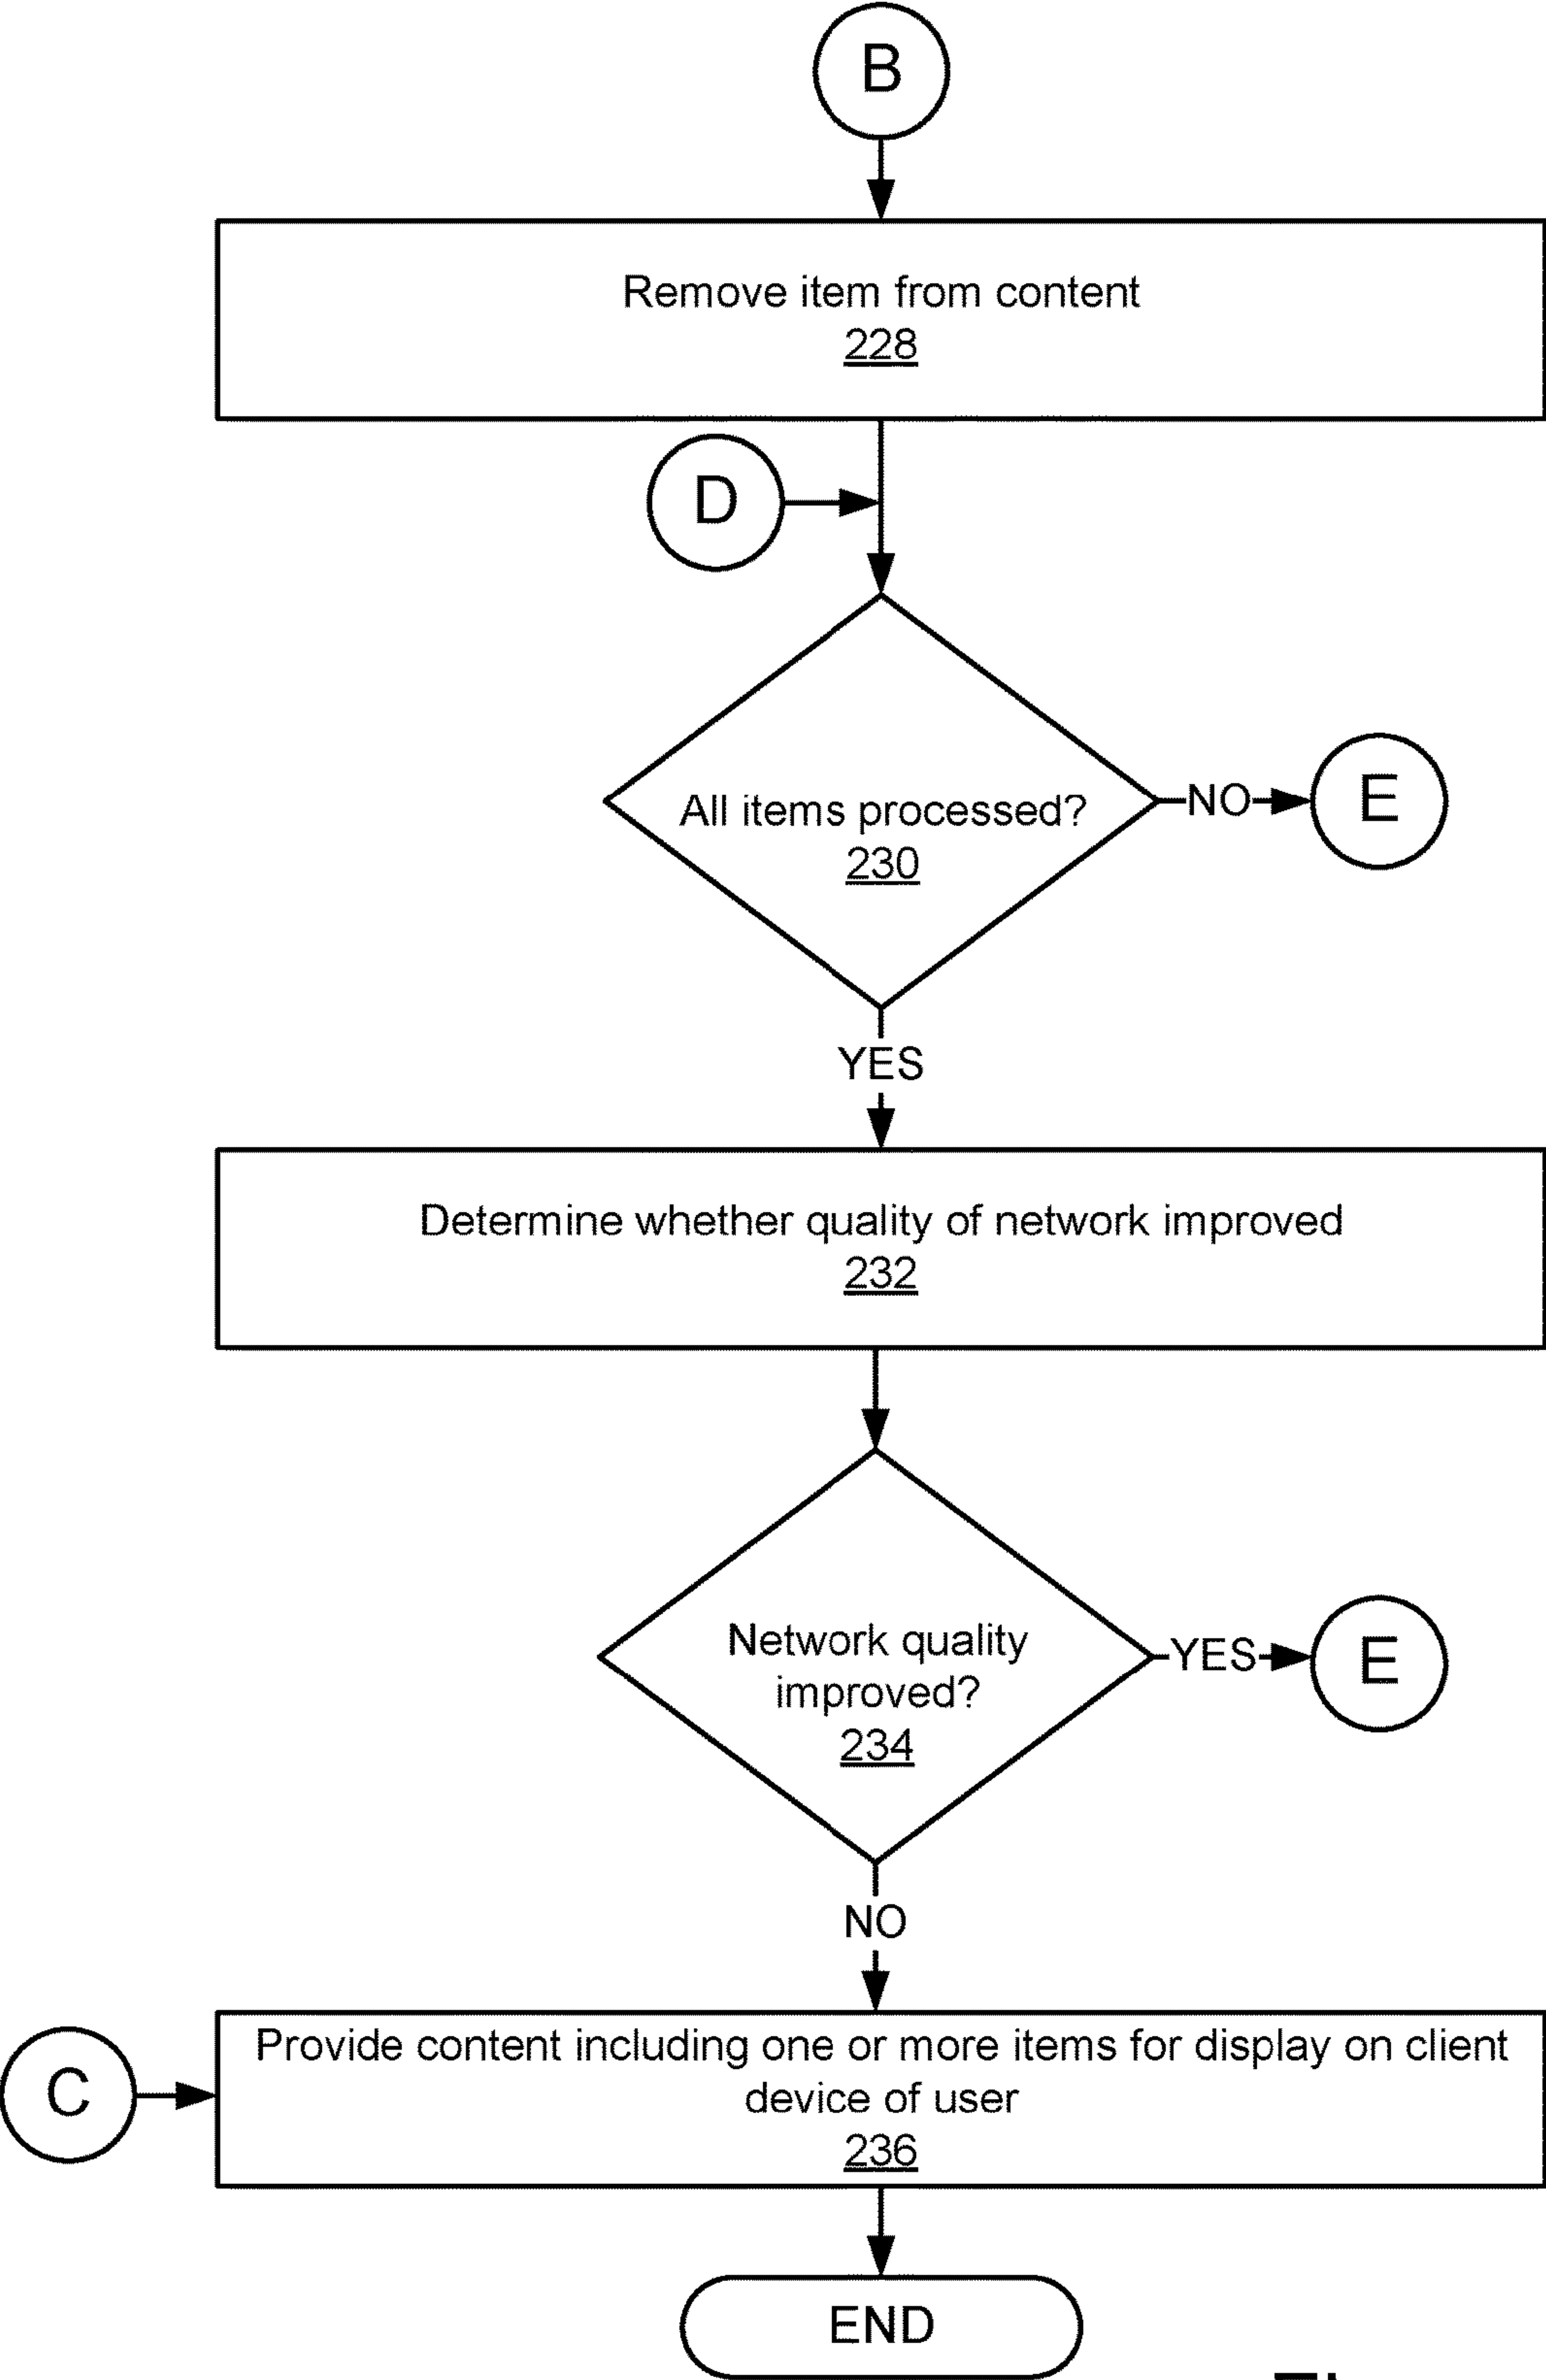 B
Remove item from content
228
D
All items processed?
230
NO
E
YES
Determine whether quality of network improved
232
Network quality
improved?
234
YES
E
NO
Provide content including one or more items for display on client
device of user
236
C
END